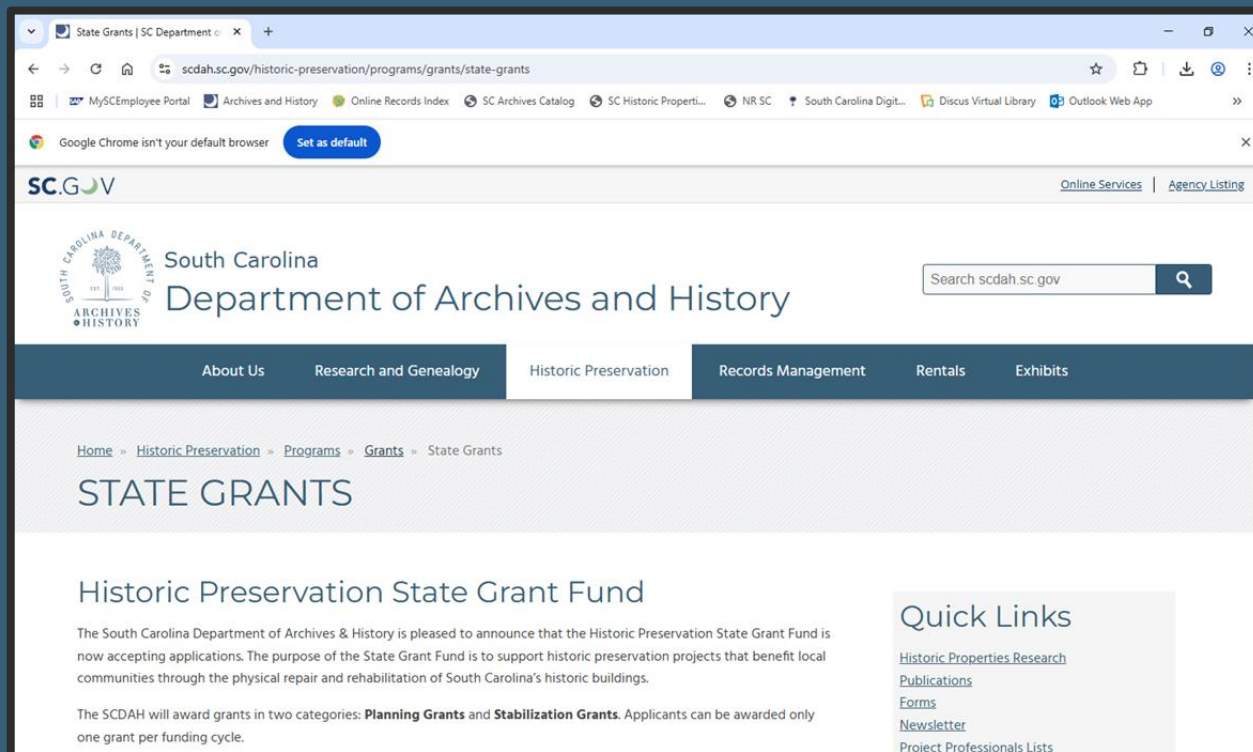 State Grants | SC Department o
scdah.sc.gov/historic-preservation/programs/grants/state-grants
MySCEmployee Portal Archives and History Online Records Index SC Archives Catalog SC Historic Properti... NR SC South Carolina Digit... Discus Virtual Library Outlook Web App
Google Chrome isn't your default browser Set as default
SC.GOV Online Services | Agency Listing
SOUTH CAROLINA DEPARTMENT OF
EST. 1905
ARCHIVES
& HISTORY
South Carolina
Department of Archives and History
Search scdah.sc.gov
About Us Research and Genealogy Historic Preservation Records Management Rentals Exhibits
Home » Historic Preservation » Programs » Grants » State Grants
STATE GRANTS
Historic Preservation State Grant Fund
The South Carolina Department of Archives & History is pleased to announce that the Historic Preservation State Grant Fund is
now accepting applications. The purpose of the State Grant Fund is to support historic preservation projects that benefit local
communities through the physical repair and rehabilitation of South Carolina's historic buildings.
The SCDAH will award grants in two categories: Planning Grants and Stabilization Grants. Applicants can be awarded only
one grant per funding cycle.
Quick Links
Historic Properties Research
Publications
Forms
Newsletter
Project Professionals Lists